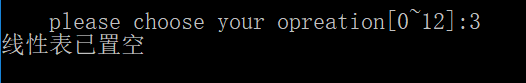 please choose your opreation[0~12]:3
线性表已置空